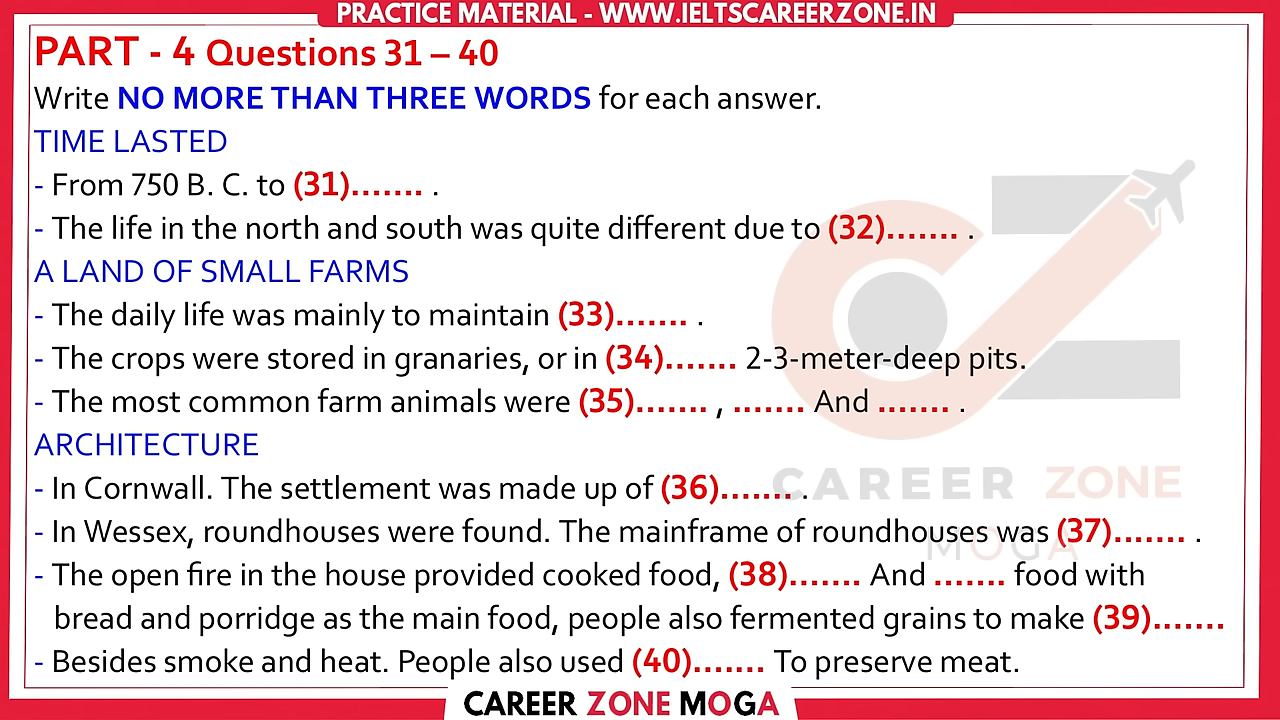 PRACTICE MATERIAL - WWW.IELTSCAREERZONE.IN
PART - 4 Questions 31 – 40
Write NO MORE THAN THREE WORDS for each answer.
TIME LASTED
- From 750 B. C. to (31)....... .
- The life in the north and south was quite different due to (32)....... .
A LAND OF SMALL FARMS
- The daily life was mainly to maintain (33)....... .
- The crops were stored in granaries, or in (34)....... 2-3-meter-deep pits.
- The most common farm animals were (35)....... , ....... And ....... .
ARCHITECTURE
- In Cornwall. The settlement was made up of (36)....... .
- In Wessex, roundhouses were found. The mainframe of roundhouses was (37)....... .
- The open fire in the house provided cooked food, (38)....... And ....... food with
bread and porridge as the main food, people also fermented grains to make (39).......
- Besides smoke and heat. People also used (40)....... To preserve meat.
CAREER ZONE
MOGA
CAREER ZONE MOGA